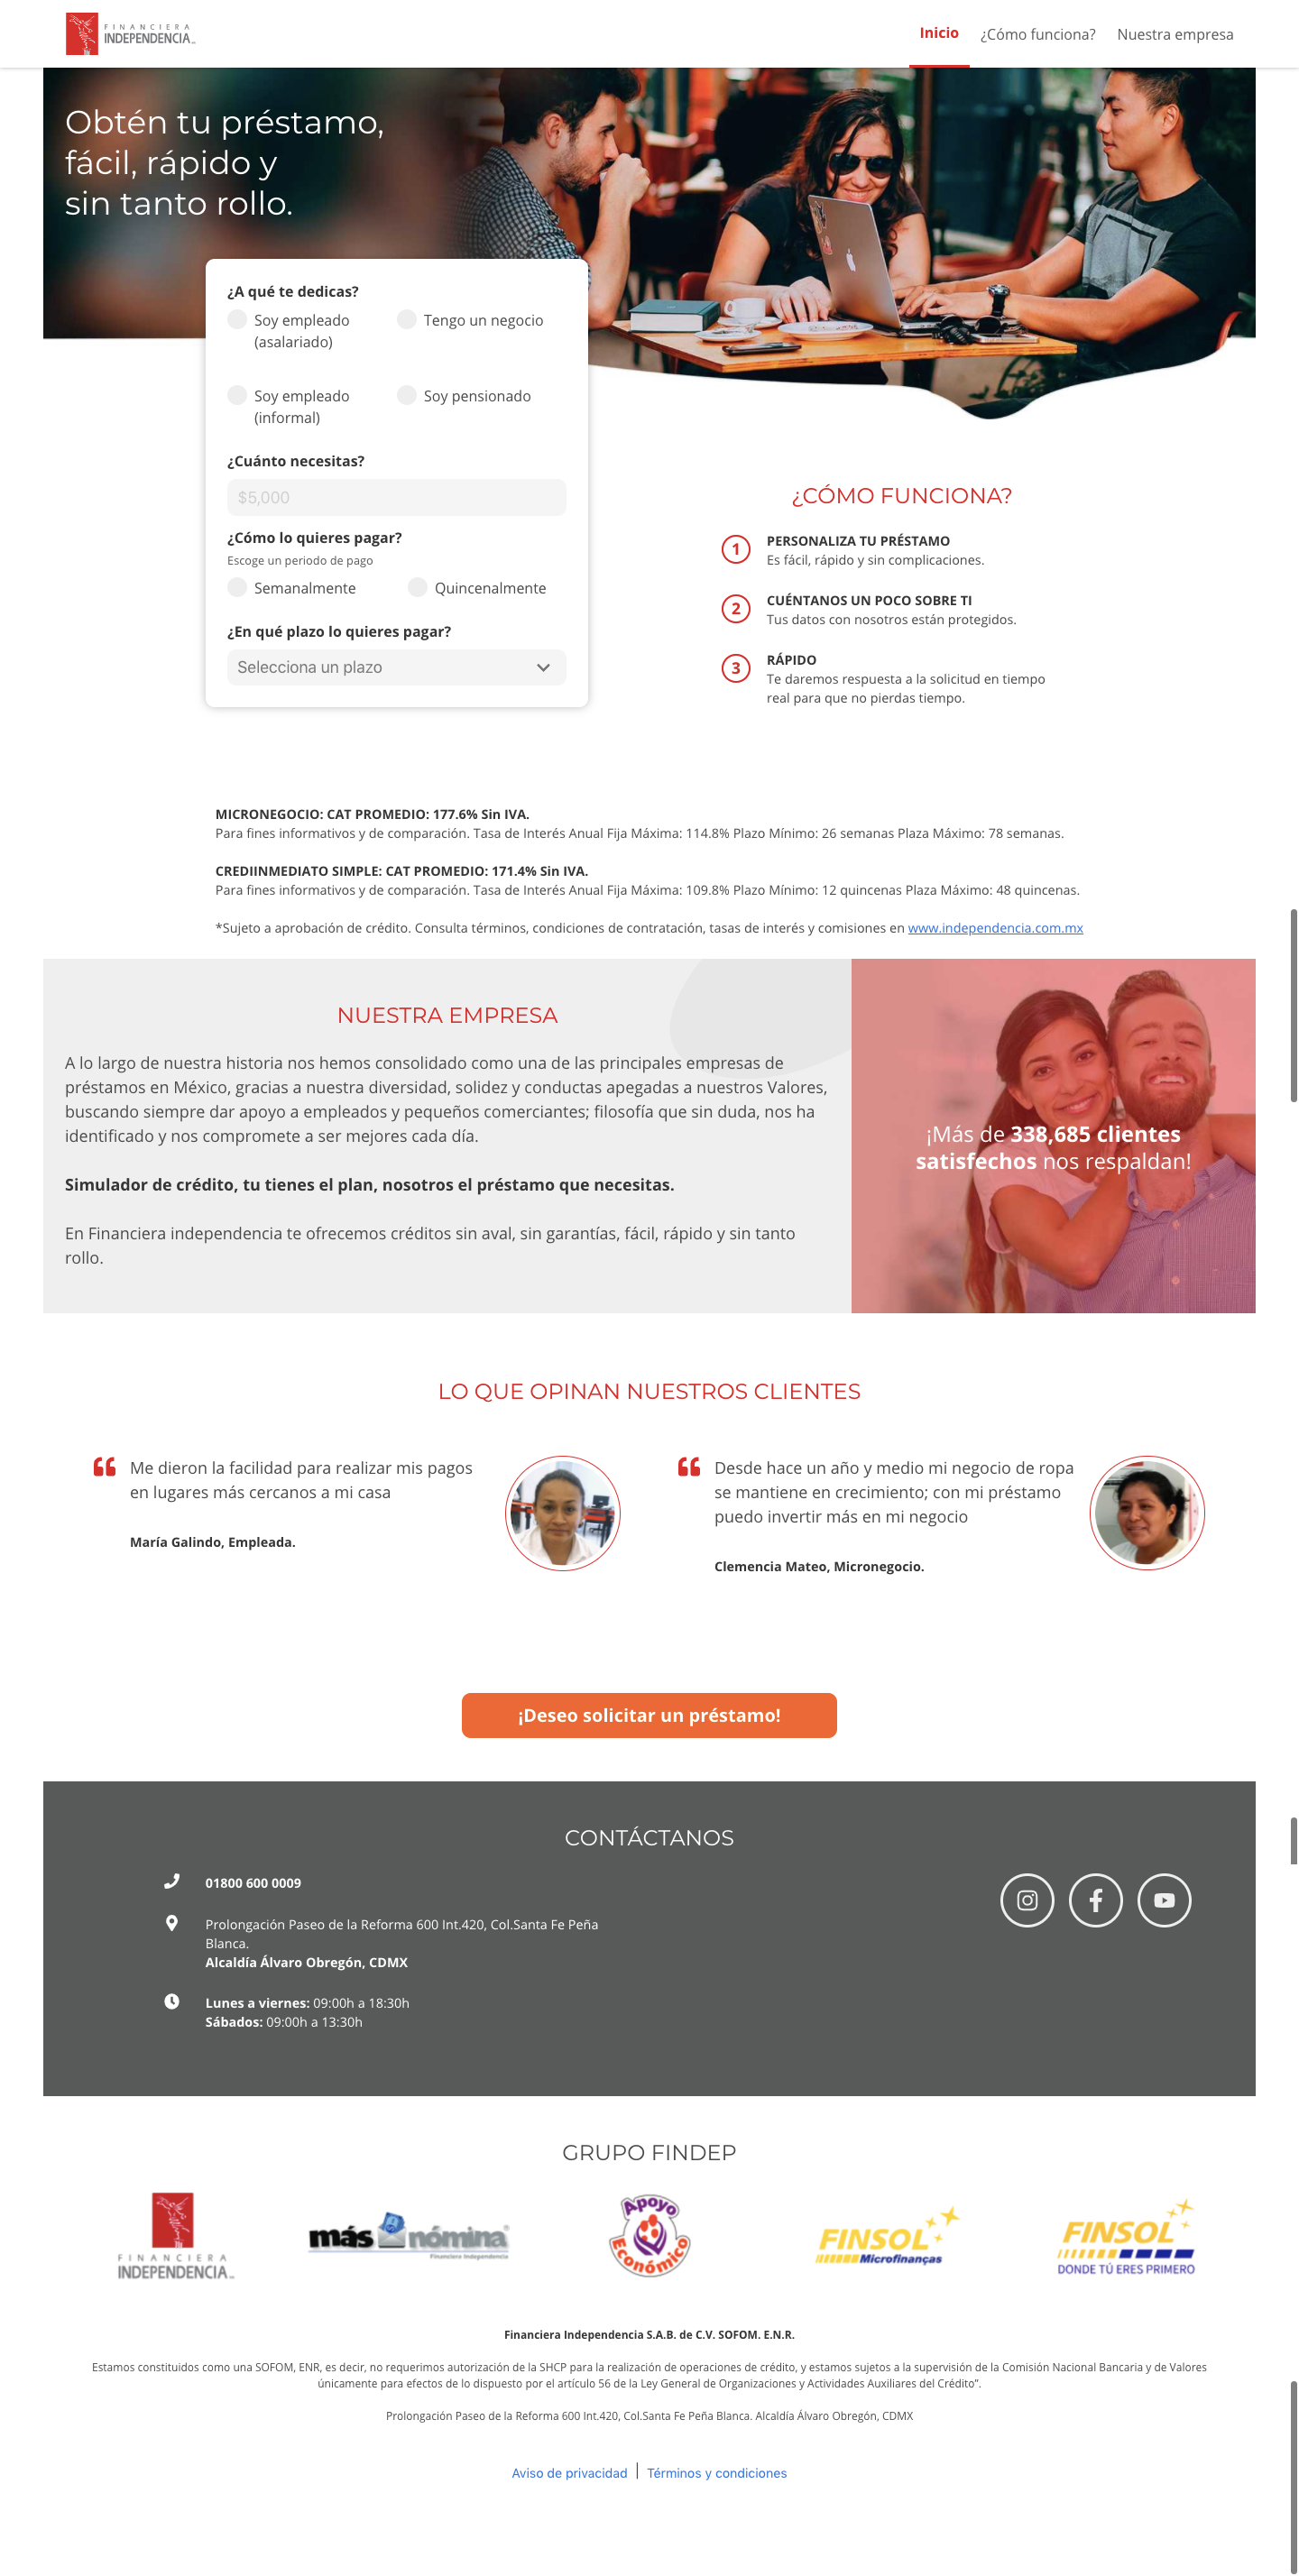 FINANCIERA
INDEPENDENCIA
Inicio
¿Cómo funciona?
Nuestra empresa
Obtén tu préstamo,
fácil, rápido y
sin tanto rollo.
¿A qué te dedicas?
Soy empleado
(asalariado)
Tengo un negocio
Soy empleado
(informal)
Soy pensionado
¿Cuánto necesitas?
$5,000
¿Cómo lo quieres pagar?
Escoge un periodo de pago
Semanalmente
Quincenalmente
¿En qué plazo lo quieres pagar?
Selecciona un plazo
¿CÓMO FUNCIONA?
1
PERSONALIZA TU PRÉSTAMO
Es fácil, rápido y sin complicaciones.
2
CUÉNTANOS UN POCO SOBRE TI
Tus datos con nosotros están protegidos.
3
RÁPIDO
Te daremos respuesta a la solicitud en tiempo
real para que no pierdas tiempo.
MICRONEGOCIO: CAT PROMEDIO: 177.6% Sin IVA.
Para fines informativos y de comparación. Tasa de Interés Anual Fija Máxima: 114.8% Plazo Mínimo: 26 semanas Plaza Máximo: 78 semanas.
CREDIINMEDIATO SIMPLE: CAT PROMEDIO: 171.4% Sin IVA.
Para fines informativos y de comparación. Tasa de Interés Anual Fija Máxima: 109.8% Plazo Mínimo: 12 quincenas Plaza Máximo: 48 quincenas.
*Sujeto a aprobación de crédito. Consulta términos, condiciones de contratación, tasas de interés y comisiones en www.independencia.com.mx
NUESTRA EMPRESA
A lo largo de nuestra historia nos hemos consolidado como una de las principales empresas de
préstamos en México, gracias a nuestra diversidad, solidez y conductas apegadas a nuestros Valores,
buscando siempre dar apoyo a empleados y pequeños comerciantes; filosofía que sin duda, nos ha
identificado y nos compromete a ser mejores cada día.
Simulador de crédito, tu tienes el plan, nosotros el préstamo que necesitas.
En Financiera independencia te ofrecemos créditos sin aval, sin garantías, fácil, rápido y sin tanto
rollo.
¡Más de 338,685 clientes
satisfechos nos respaldan!
LO QUE OPINAN NUESTROS CLIENTES
Me dieron la facilidad para realizar mis pagos
en lugares más cercanos a mi casa
María Galindo, Empleada.
Desde hace un año y medio mi negocio de ropa
se mantiene en crecimiento; con mi préstamo
puedo invertir más en mi negocio
Clemencia Mateo, Micronegocio.
¡Deseo solicitar un préstamo!
CONTÁCTANOS
01800 600 0009
Prolongación Paseo de la Reforma 600 Int.420, Col.Santa Fe Peña
Blanca.
Alcaldía Álvaro Obregón, CDMX
Lunes a viernes: 09:00h a 18:30h
Sábados: 09:00h a 13:30h
GRUPO FINDEP
FINANCIERA
INDEPENDENCIA
más nómina
Financiera Independencia
Apoyo
Económico
FINSOL
Microfinanças
FINSOL
DONDE TÚ ERES PRIMERO
Financiera Independencia S.A.B. de C.V. SOFOM. E.N.R.
Estamos constituidos como una SOFOM, ENR, es decir, no requerimos autorización de la SHCP para la realización de operaciones de crédito, y estamos sujetos a la supervisión de la Comisión Nacional Bancaria y de Valores
únicamente para efectos de lo dispuesto por el artículo 56 de la Ley General de Organizaciones y Actividades Auxiliares del Crédito".
Prolongación Paseo de la Reforma 600 Int.420, Col.Santa Fe Peña Blanca. Alcaldía Álvaro Obregón, CDMX
Aviso de privacidad | Términos y condiciones